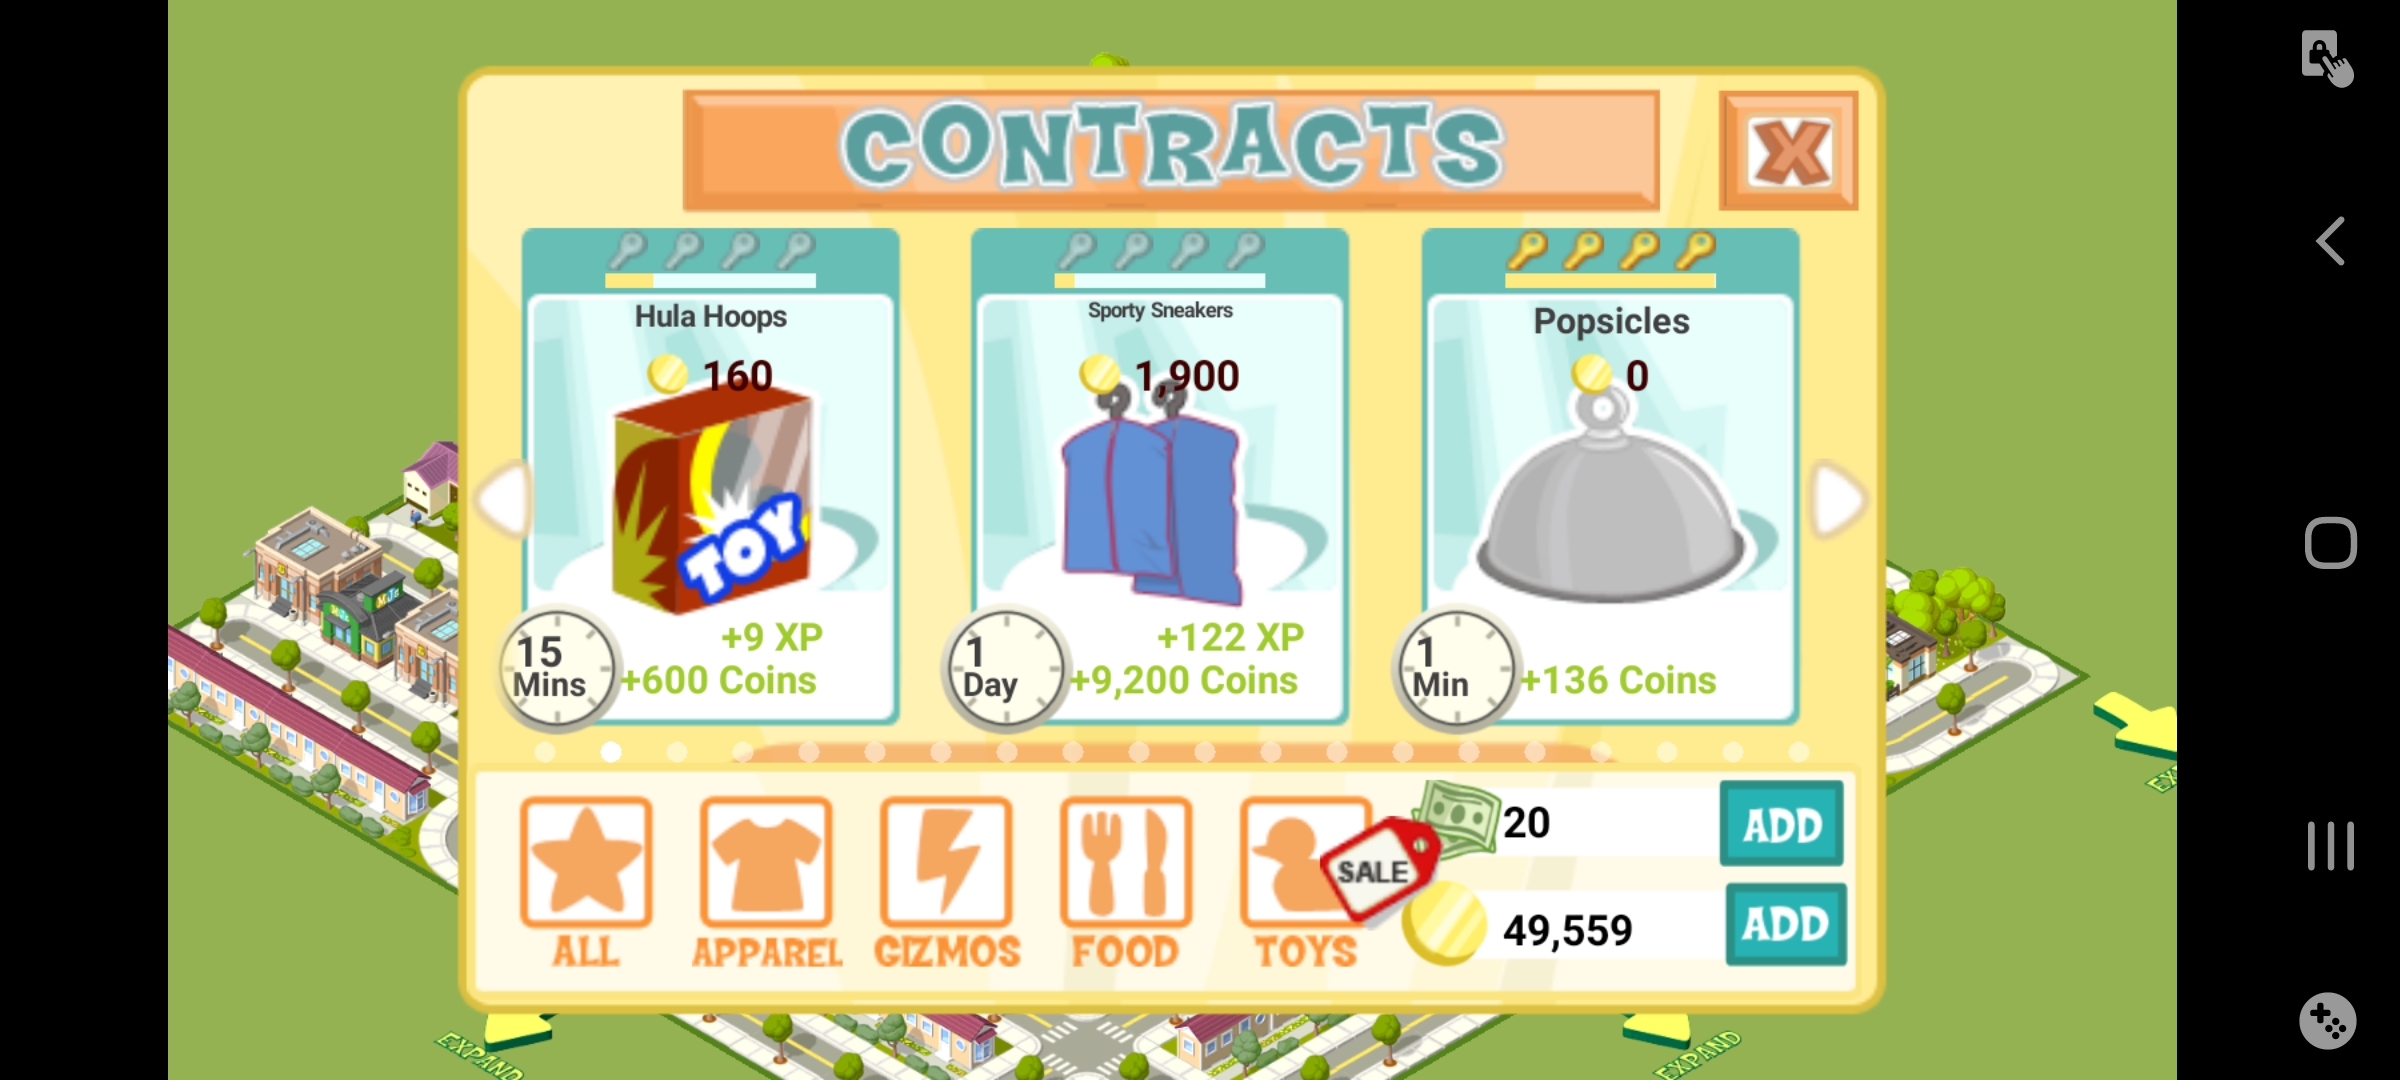 CONTRACTS
X
Hula Hoops
160
TOY
15
Mins
+9 XP
+600 Coins
Sporty Sneakers
1,900
1
Day
+122 XP
+9,200 Coins
Popsicles
0
1
Min
+136 Coins
ALL
APPAREL
GIZMOS
FOOD
TOYS
SALE
20
ADD
49,559
ADD
EXPAND
EXPAND